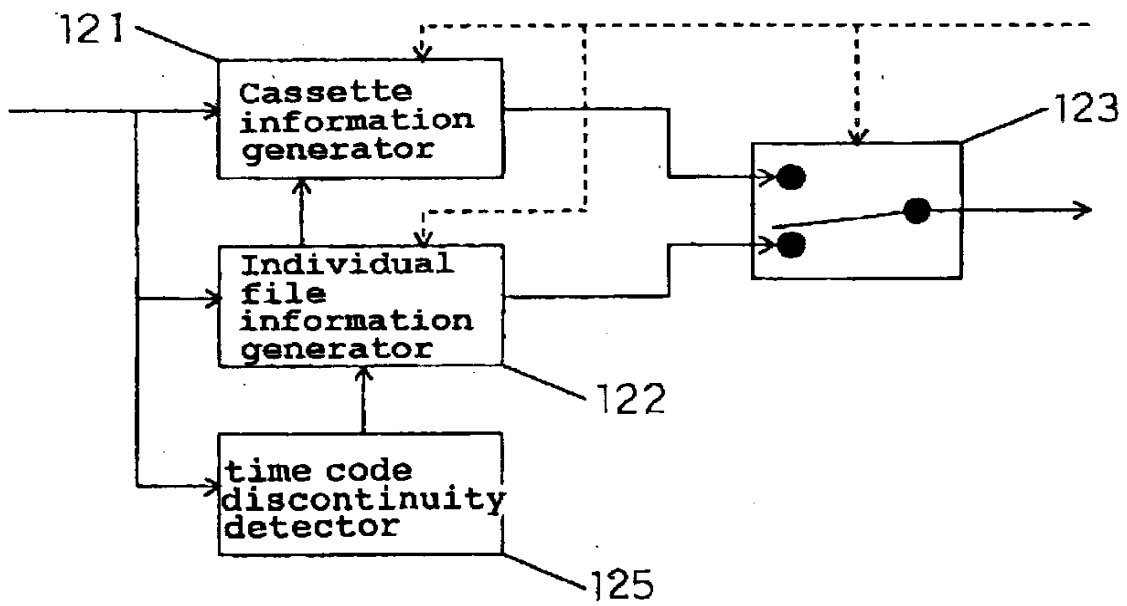 121
Cassette
information
generator
123
Individual
file
information
generator
122
time code
discontinuity
detector
125